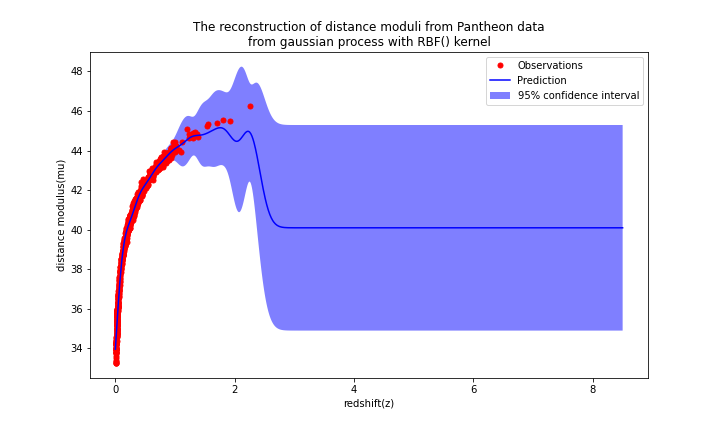 The reconstruction of distance moduli from Pantheon data
from gaussian process with RBF() kernel
Observations
Prediction
95% confidence interval
distance modulus(mu)
48
46
44
42
40
38
36
34
0
2
4
6
8
redshift(z)